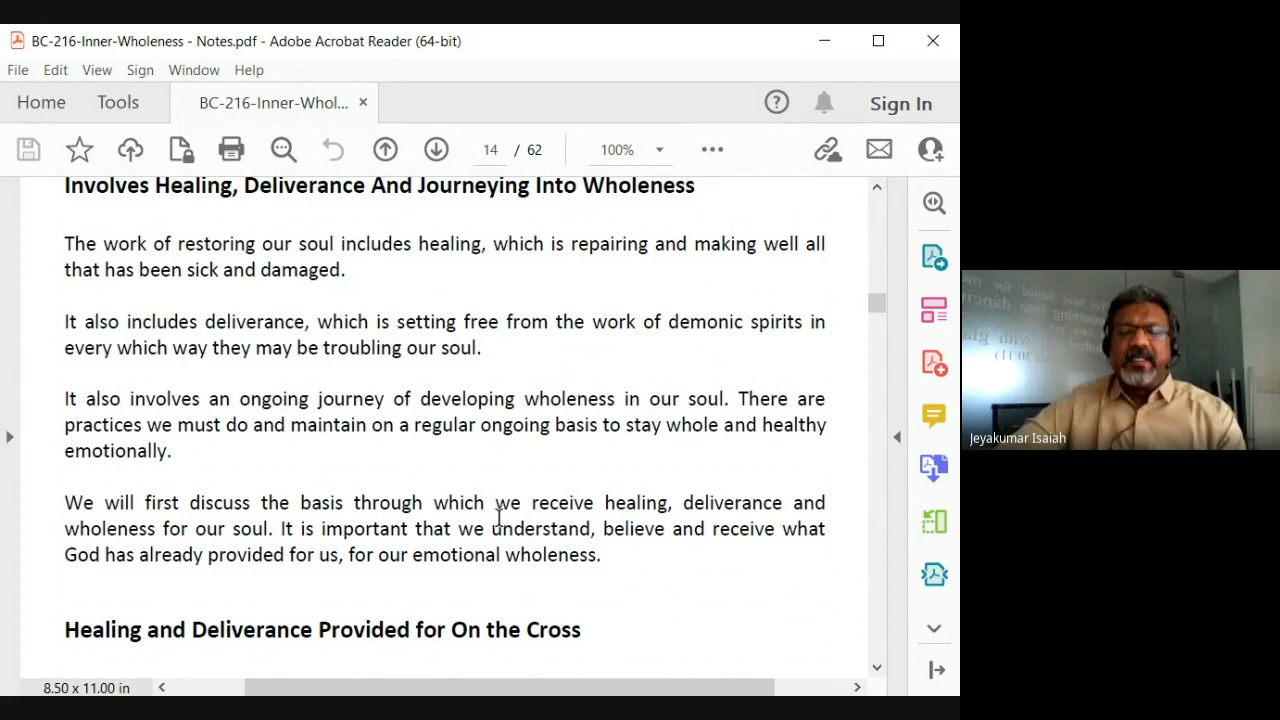 BC-216-Inner-Wholeness - Notes.pdf - Adobe Acrobat Reader (64-bit)
File Edit View Sign Window Help
Home Tools BC-216-Inner-Whol... Sign In
14 / 62 100%
Involves Healing, Deliverance And Journeying Into Wholeness
The work of restoring our soul includes healing, which is repairing and making well all
that has been sick and damaged.
It also includes deliverance, which is setting free from the work of demonic spirits in
every which way they may be troubling our soul.
It also involves an ongoing journey of developing wholeness in our soul. There are
practices we must do and maintain on a regular ongoing basis to stay whole and healthy
emotionally.
We will first discuss the basis through which we receive healing, deliverance and
wholeness for our soul. It is important that we understand, believe and receive what
God has already provided for us, for our emotional wholeness.
Healing and Deliverance Provided for On the Cross
8.50 x 11.00 in
Jeyakumar Isaiah